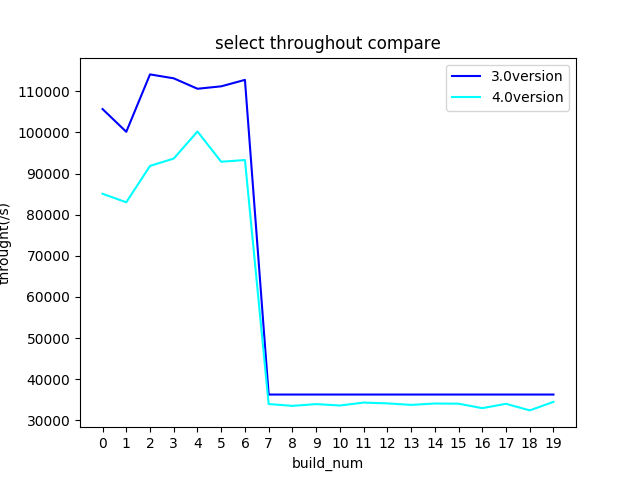 select throughout compare
3.0version
4.0version
throught(/s)
110000
100000
90000
80000
70000
60000
50000
40000
30000
0 1 2 3 4 5 6 7 8 9 10 11 12 13 14 15 16 17 18 19
build_num